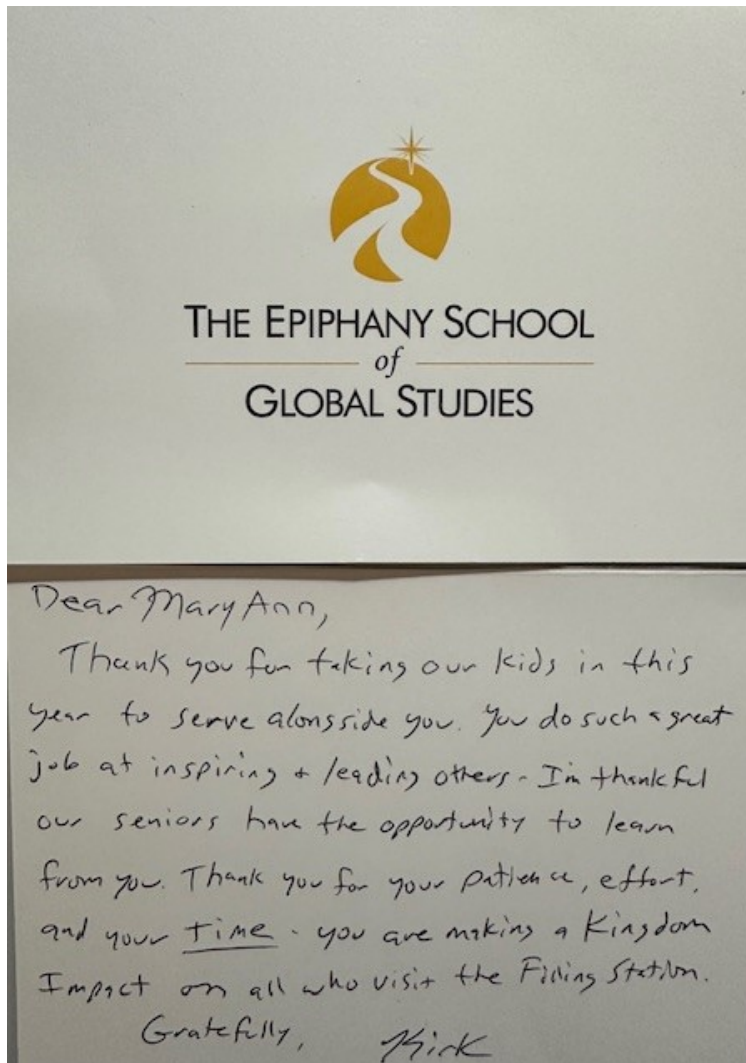 THE EPIPHANY SCHOOL
of
GLOBAL STUDIES
Dear MaryAnn,
Thank you for taking our kids in this
year to serve alongside you. You do such a great
job at inspiring + leading others - I'm thankful
our seniors have the opportunity to learn
from you. Thank you for your patience, effort,
and your time - you are making a Kingdom
Impact on all who visit the Filling Station.
Gratefully,
Kirk